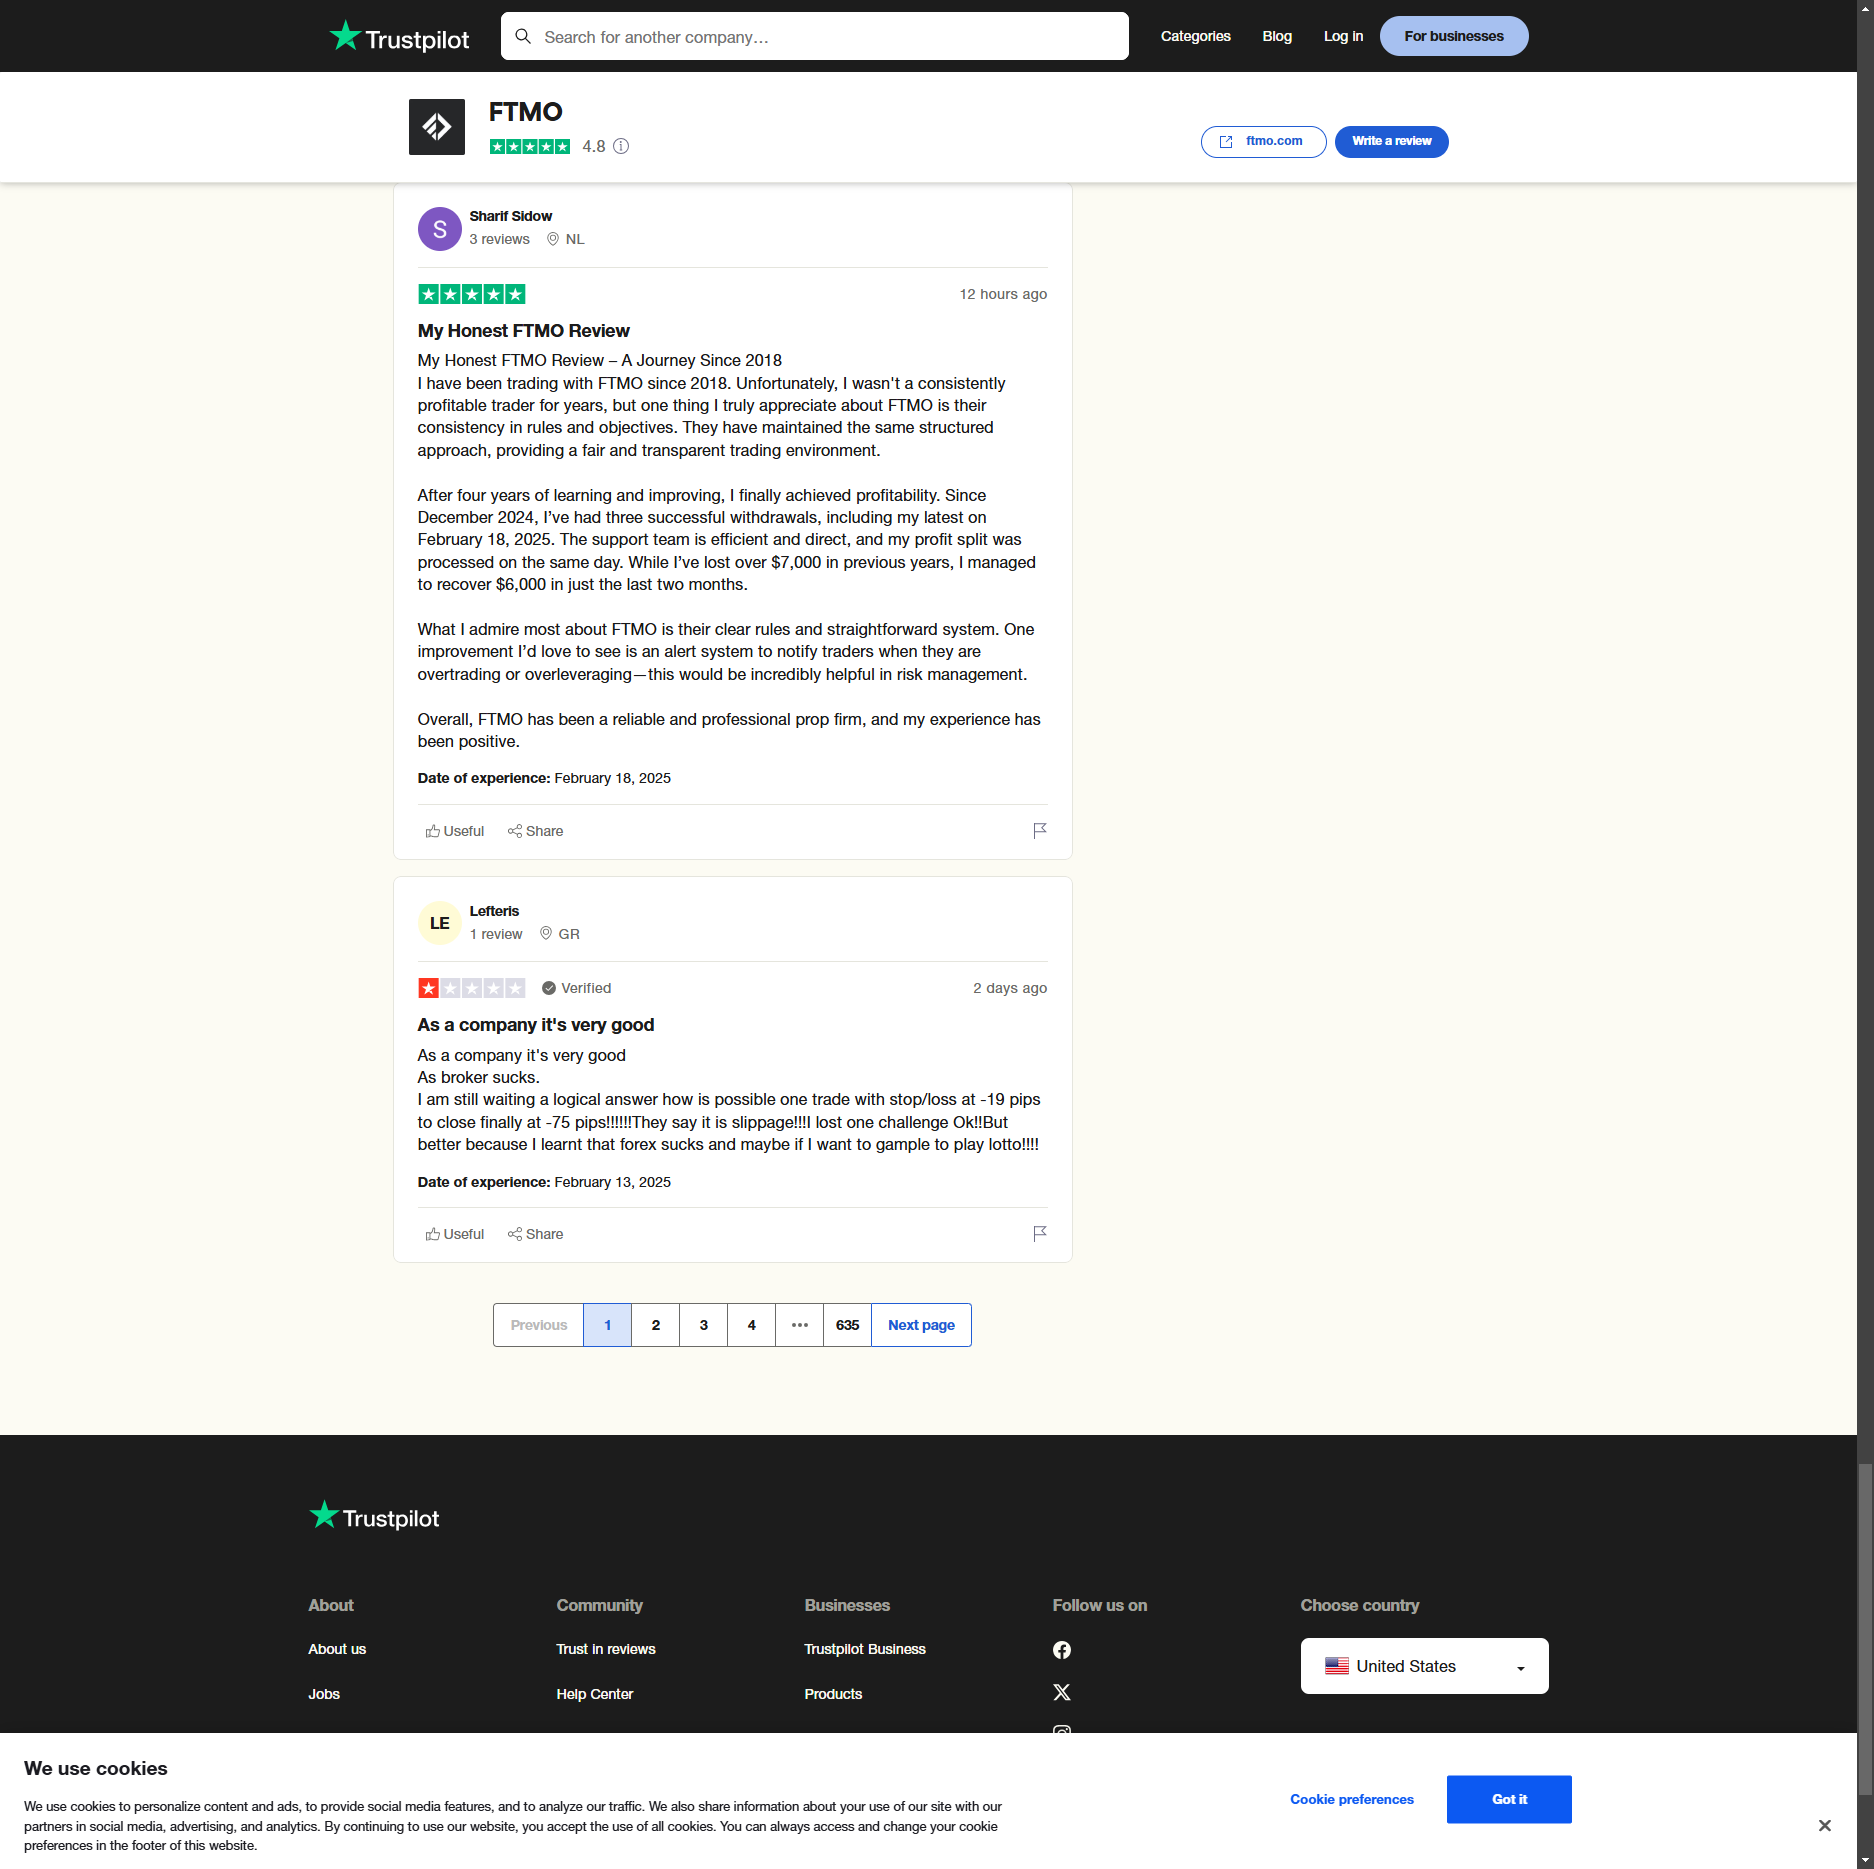 Trustpilot
Search for another company...
Categories
Blog
Log in
For businesses
FTMO
4.8
ftmo.com
Write a review
S
Sharif Sidow
3 reviews NL
12 hours ago
My Honest FTMO Review
My Honest FTMO Review – A Journey Since 2018
I have been trading with FTMO since 2018. Unfortunately, I wasn't a consistently
profitable trader for years, but one thing I truly appreciate about FTMO is their
consistency in rules and objectives. They have maintained the same structured
approach, providing a fair and transparent trading environment.
After four years of learning and improving, I finally achieved profitability. Since
December 2024, I’ve had three successful withdrawals, including my latest on
February 18, 2025. The support team is efficient and direct, and my profit split was
processed on the same day. While I’ve lost over $7,000 in previous years, I managed
to recover $6,000 in just the last two months.
What I admire most about FTMO is their clear rules and straightforward system. One
improvement I’d love to see is an alert system to notify traders when they are
overtrading or overleveraging—this would be incredibly helpful in risk management.
Overall, FTMO has been a reliable and professional prop firm, and my experience has
been positive.
Date of experience: February 18, 2025
Useful Share
LE
Lefteris
1 review GR
Verified
2 days ago
As a company it's very good
As a company it's very good
As broker sucks.
I am still waiting a logical answer how is possible one trade with stop/loss at -19 pips
to close finally at -75 pips!!!!!!They say it is slippage!!!I lost one challenge Ok!!But
better because I learnt that forex sucks and maybe if I want to gample to play lotto!!!!
Date of experience: February 13, 2025
Useful Share
Previous 1 2 3 4 ••• 635 Next page
Trustpilot
About
About us
Jobs
Community
Trust in reviews
Help Center
Businesses
Trustpilot Business
Products
Follow us on
Choose country
United States
We use cookies
We use cookies to personalize content and ads, to provide social media features, and to analyze our traffic. We also share information about your use of our site with our
partners in social media, advertising, and analytics. By continuing to use our website, you accept the use of all cookies. You can always access and change your cookie
preferences in the footer of this website.
Cookie preferences
Got it